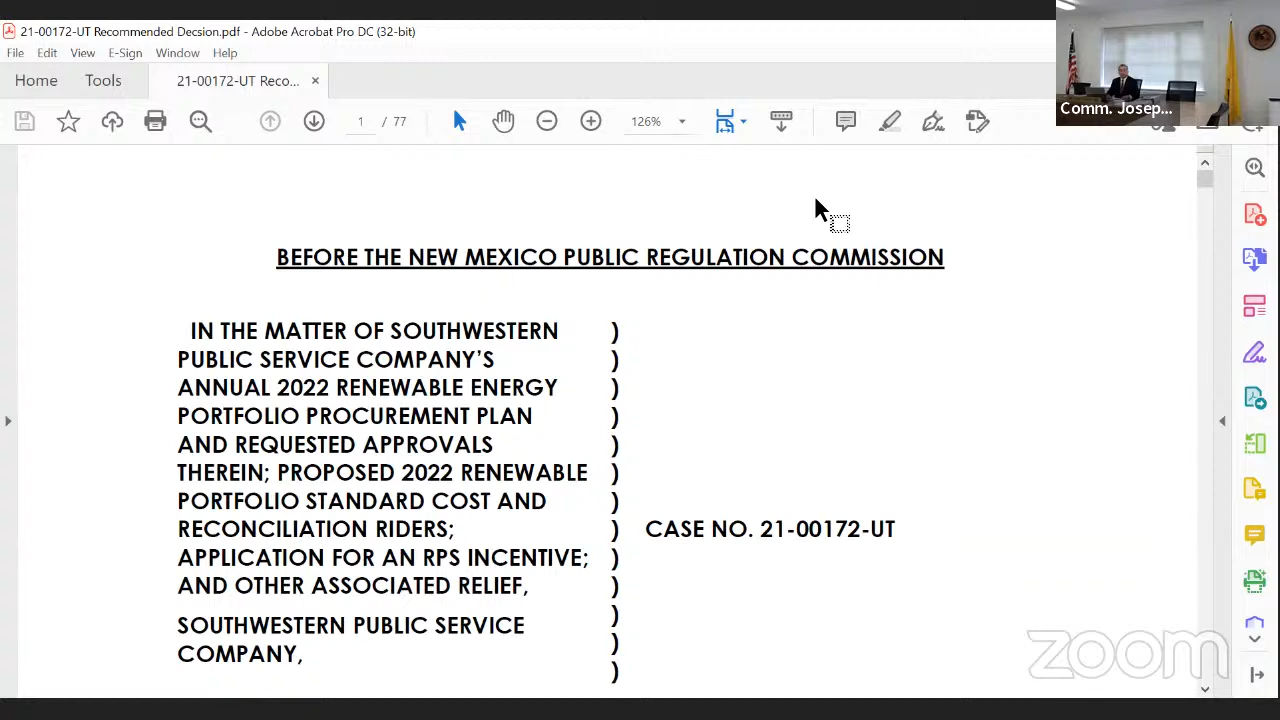 21-00172-UT Recommended Decsion.pdf - Adobe Acrobat Pro DC (32-bit)
File Edit View E-Sign Window Help
Home Tools 21-00172-UT Reco... ×
1 / 77 126%
Comm. Josep...
BEFORE THE NEW MEXICO PUBLIC REGULATION COMMISSION
IN THE MATTER OF SOUTHWESTERN )
PUBLIC SERVICE COMPANY’S )
ANNUAL 2022 RENEWABLE ENERGY )
PORTFOLIO PROCUREMENT PLAN )
AND REQUESTED APPROVALS )
THEREIN; PROPOSED 2022 RENEWABLE )
PORTFOLIO STANDARD COST AND )
RECONCILIATION RIDERS; ) CASE NO. 21-00172-UT
APPLICATION FOR AN RPS INCENTIVE; )
AND OTHER ASSOCIATED RELIEF, )
)
SOUTHWESTERN PUBLIC SERVICE
)
COMPANY,
)
zoom